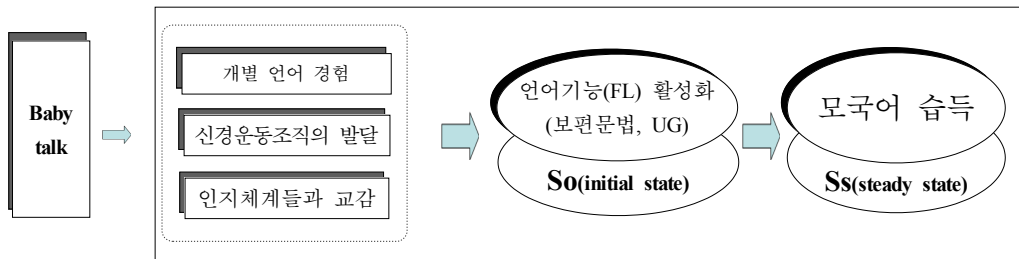 Baby
talk
개별 언어 경험
신경운동조직의 발달
인지체계들과 교감
언어기능(FL) 활성화
(보편문법, UG)
So(initial state)
모국어 습득
Ss(steady state)